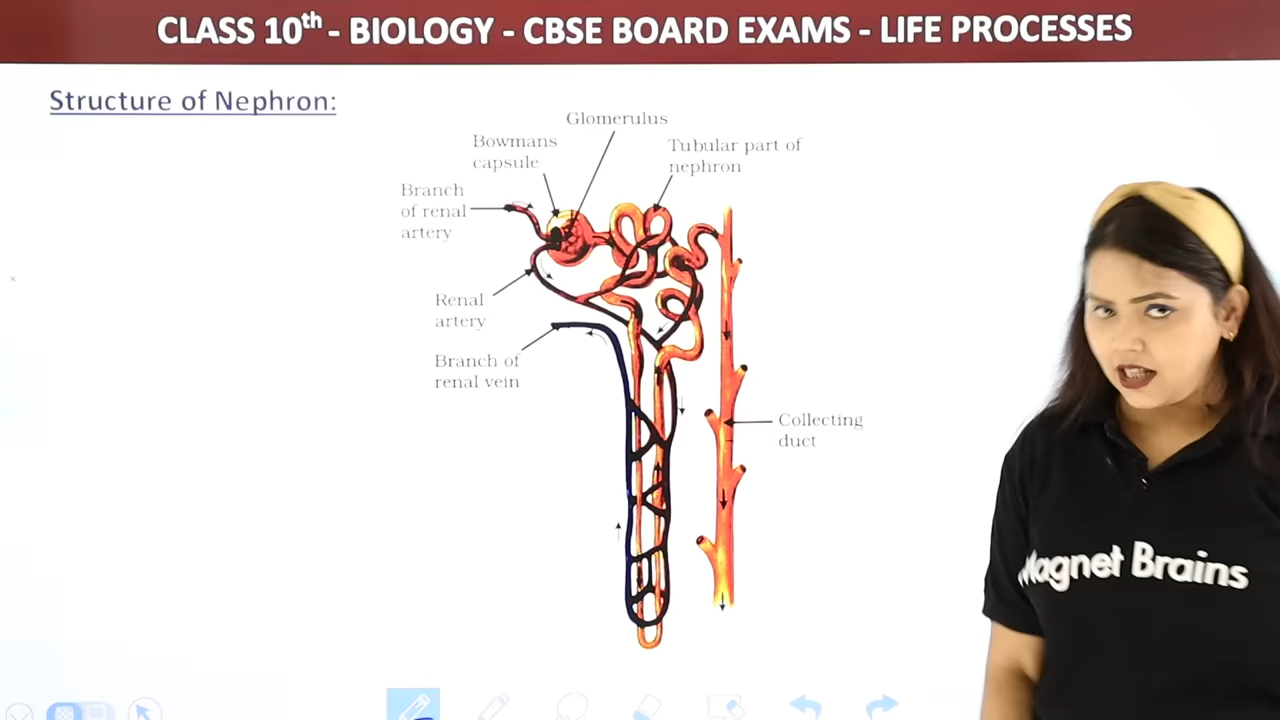 CLASS 10th - BIOLOGY - CBSE BOARD EXAMS - LIFE PROCESSES
Structure of Nephron:
Glomerulus
Bowmans
capsule
Tubular part of
nephron
Branch
of renal
artery
Renal
artery
Branch of
renal vein
Collecting
duct
Magnet Brains